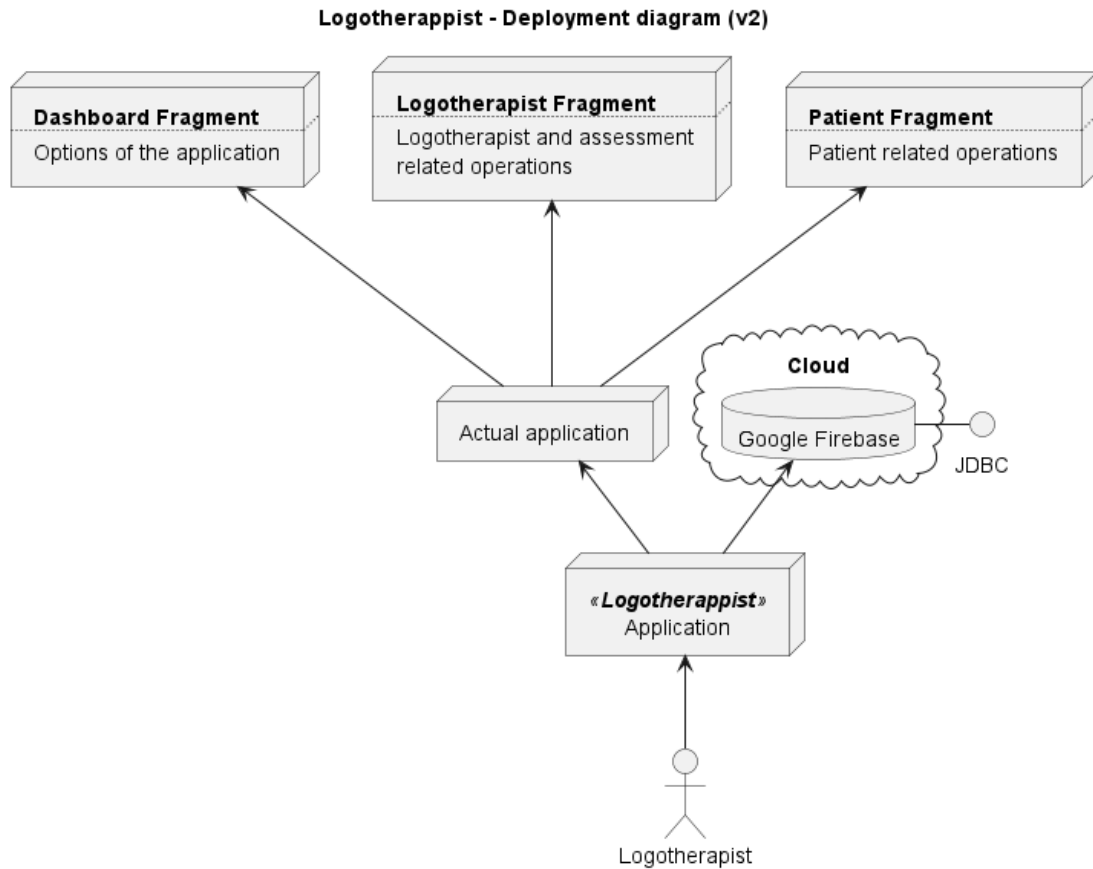 Logotherappist - Deployment diagram (v2)
Dashboard Fragment
Options of the application
Logotherapist Fragment
Logotherapist and assessment
related operations
Patient Fragment
Patient related operations
Cloud
Actual application
Google Firebase
JDBC
«Logotherappist»
Application
Logotherapist